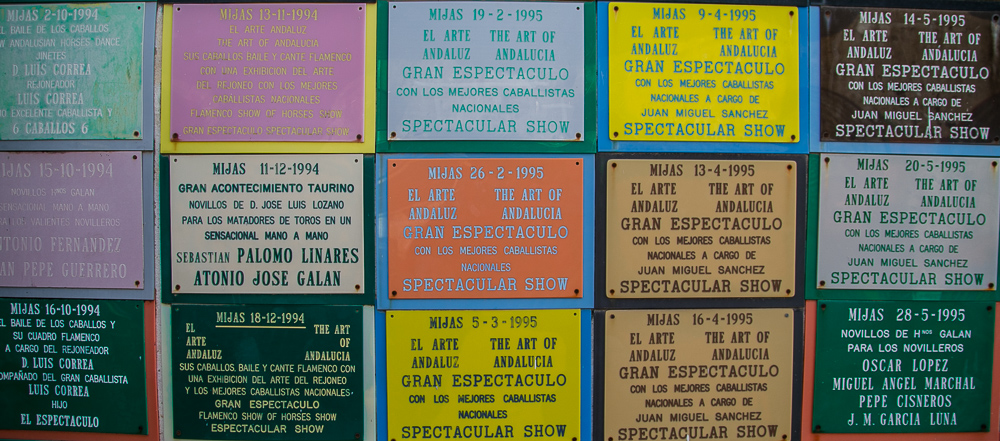 MIJAS 2-10-1994
EL BAILE DE LOS CABALLOS
ANDALUSIAN HORSES DANCE
JINETES
D. LUIS CORREA
REJONEADOR
LUIS CORREA
EXCELENTE CABALLISTA Y
6 CABALLOS 6
MIJAS 15-10-1994
NOVILLOS Hnos GALAN
SENSACIONAL MANO A MANO
LOS VALIENTES NOVILLEROS
ANTONIO FERNANDEZ
PEPE GUERRERO
MIJAS 16-10-1994
EL BAILE DE LOS CABALLOS Y
SU CUADRO FLAMENCO
A CARGO DEL REJONEADOR
D. LUIS CORREA
DEL GRAN CABALLISTA
LUIS CORREA
HIJO
EL ESPECTACULO
MIJAS 13-11-1994
EL ARTE ANDALUZ
THE ART OF ANDALUCIA
SUS CABALLOS BAILE Y CANTE FLAMENCO
CON UNA EXHIBICION DEL ARTE
DEL REJONEO CON LOS MEJORES
CABALLISTAS NACIONALES
FLAMENCO SHOW OF HORSES SHOW
GRAN ESPECTACULO SPECTACULAR SHOW
MIJAS 11-12-1994
GRAN ACONTECIMIENTO TAURINO
NOVILLOS DE D. JOSE LUIS LOZANO
PARA LOS MATADORES DE TOROS EN UN
SENSACIONAL MANO A MANO
SEBASTIAN PALOMO LINARES
ATONIO JOSE GALAN
MIJAS 18-12-1994
EL ARTE ANDALUZ THE ART OF ANDALUCIA
SUS CABALLOS, BAILE Y CANTE FLAMENCO CON
UNA EXHIBICION DEL ARTE DEL REJONEO
Y LOS MEJORES CABALLISTAS NACIONALES,
GRAN ESPECTACULO
FLAMENCO SHOW OF HORSES SHOW
ESPECTACULAR SHOW
MIJAS 19-2-1995
EL ARTE THE ART OF
ANDALUZ ANDALUCIA
GRAN ESPECTACULO
CON LOS MEJORES CABALLISTAS
NACIONALES
SPECTACULAR SHOW
MIJAS 26-2-1995
EL ARTE THE ART OF
ANDALUZ ANDALUCIA
GRAN ESPECTACULO
CON LOS MEJORES CABALLISTAS
NACIONALES
SPECTACULAR SHOW
MIJAS 5-3-1995
EL ARTE THE ART OF
ANDALUZ ANDALUCIA
GRAN ESPECTACULO
CON LOS MEJORES CABALLISTAS
NACIONALES
SPECTACULAR SHOW
MIJAS 9-4-1995
EL ARTE THE ART OF
ANDALUZ ANDALUCIA
GRAN ESPECTACULO
CON LOS MEJORES CABALLISTAS
NACIONALES A CARGO DE
JUAN MIGUEL SANCHEZ
SPECTACULAR SHOW
MIJAS 13-4-1995
EL ARTE THE ART OF
ANDALUZ ANDALUCIA
GRAN ESPECTACULO
CON LOS MEJORES CABALLISTAS
NACIONALES A CARGO DE
JUAN MIGUEL SANCHEZ
SPECTACULAR SHOW
MIJAS 16-4-1995
EL ARTE THE ART OF
ANDALUZ ANDALUCIA
GRAN ESPECTACULO
CON LOS MEJORES CABALLISTAS
NACIONALES A CARGO DE
JUAN MIGUEL SANCHEZ
SPECTACULAR SHOW
MIJAS 14-5-1995
EL ARTE THE ART OF
ANDALUZ ANDALUCIA
GRAN ESPECTACULO
CON LOS MEJORES CABALLISTAS
NACIONALES A CARGO DE
JUAN MIGUEL SANCHEZ
SPECTACULAR SHOW
MIJAS 20-5-1995
EL ARTE THE ART OF
ANDALUZ ANDALUCIA
GRAN ESPECTACULO
CON LOS MEJORES CABALLISTAS
NACIONALES A CARGO DE
JUAN MIGUEL SANCHEZ
SPECTACULAR SHOW
MIJAS 28-5-1995
NOVILLOS DE Hnos GALAN
PARA LOS NOVILLEROS
OSCAR LOPEZ
MIGUEL ANGEL MARCHAL
PEPE CISNEROS
J. M. GARCIA LUNA